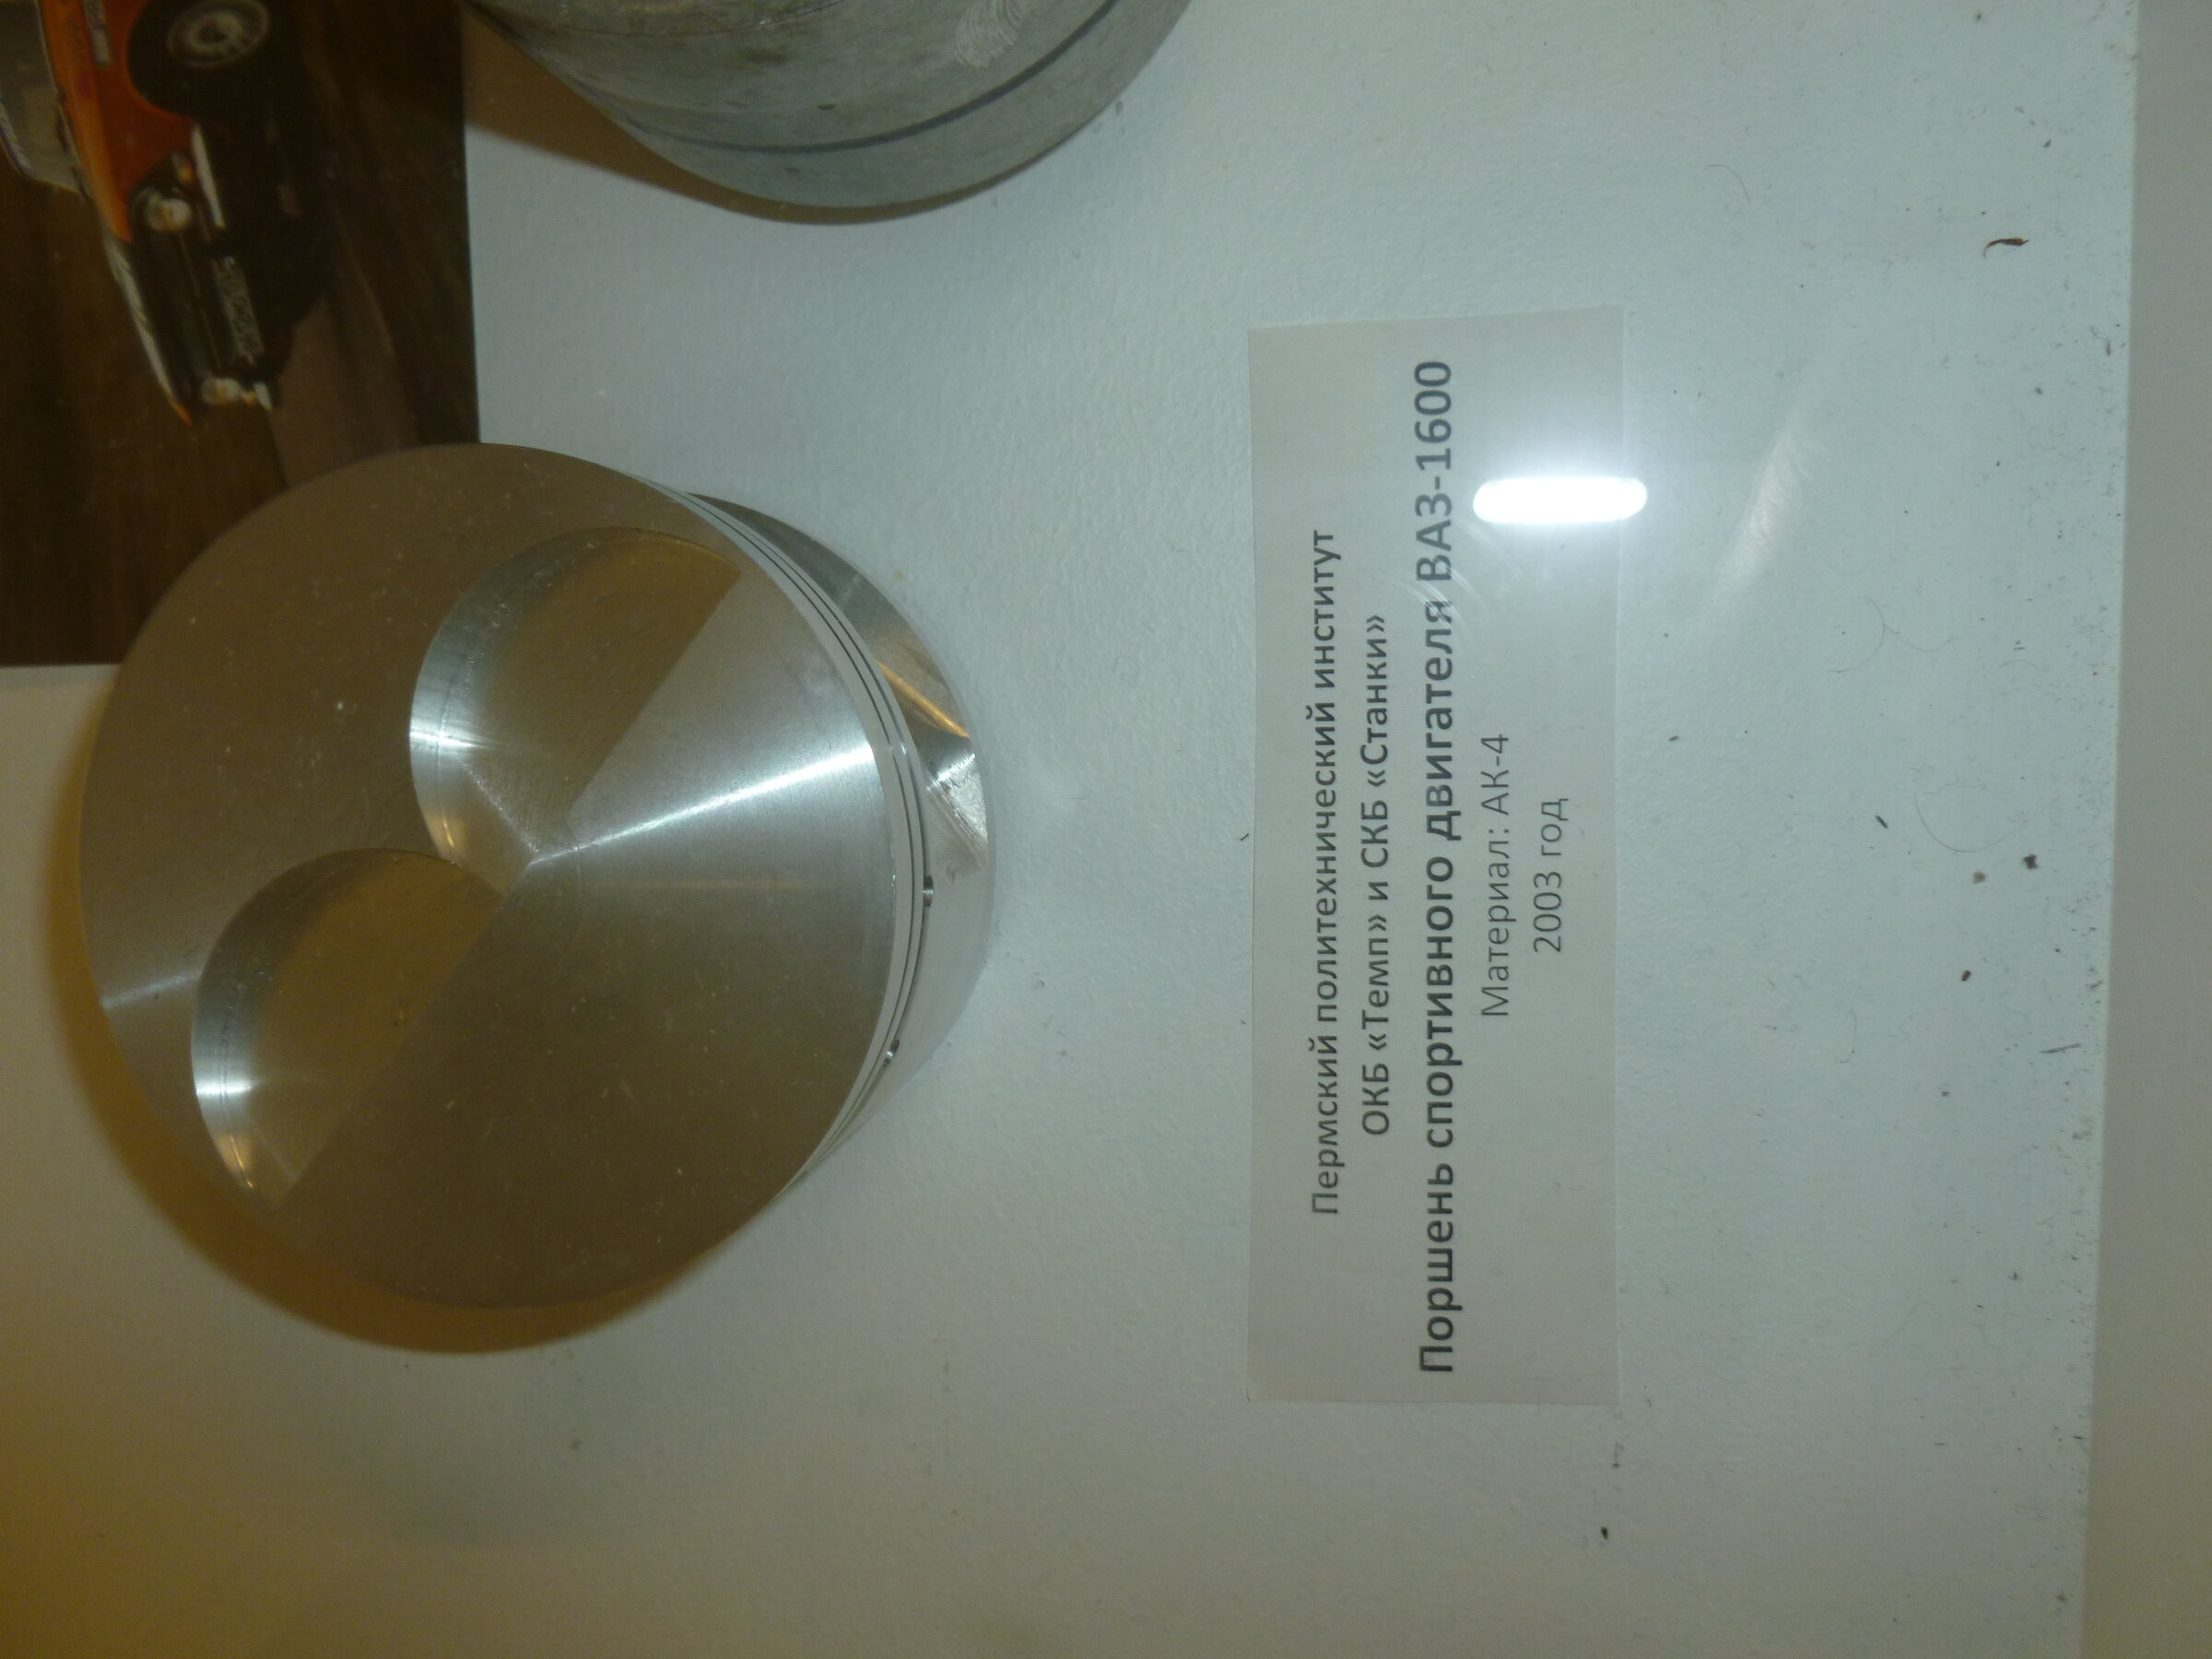 Пермский политехнический институт
ОКБ «Темп» и СКБ «Станки»
Поршень спортивного двигателя ВАЗ-1600
Материал: АК-4
2003 год